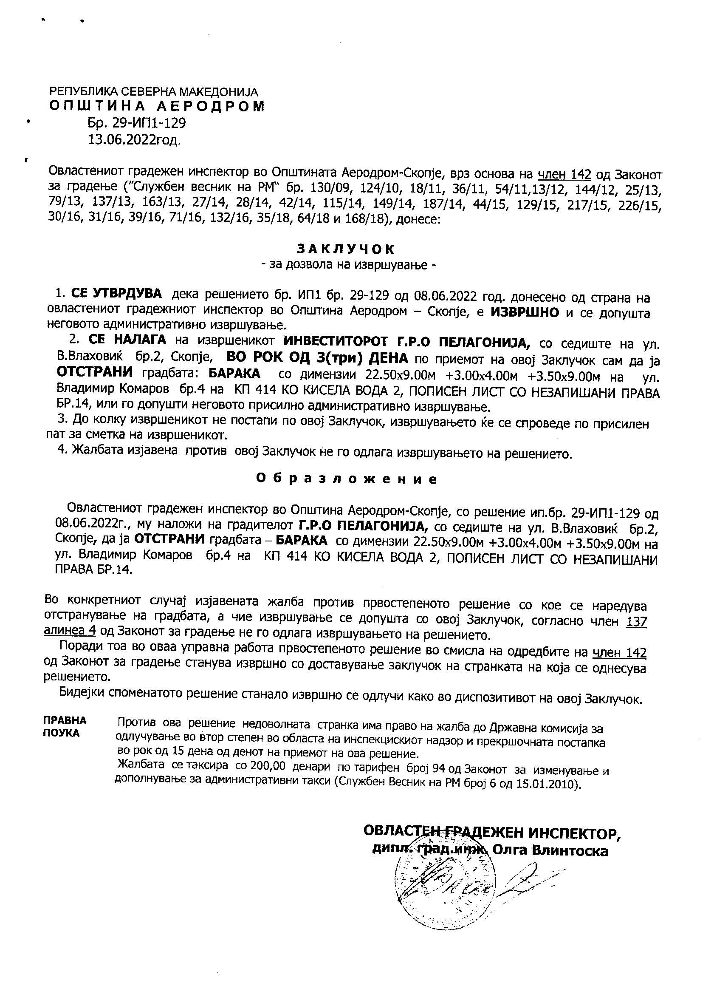 РЕПУБЛИКА СЕВЕРНА МАКЕДОНИЈА
ОПШТИНА АЕРОДРОМ
Бр. 29-ИП1-129
13.06.2022год.
Овластениот градежен инспектор во Општината Аеродром-Скопје, врз основа на член 142 од Законот
за градење ("Службен весник на РМ" бр. 130/09, 124/10, 18/11, 36/11, 54/11,13/12, 144/12, 25/13,
79/13, 137/13, 163/13, 27/14, 28/14, 42/14, 115/14, 149/14, 187/14, 44/15, 129/15, 217/15, 226/15,
30/16, 31/16, 39/16, 71/16, 132/16, 35/18, 64/18 и 168/18), донесе:
ЗАКЛУЧОК
- за дозвола на извршување -
1. СЕ УТВРДУВА дека решението бр. ИП1 бр. 29-129 од 08.06.2022 год. донесено од страна на
овластениот градежниот инспектор во Општина Аеродром – Скопје, е ИЗВРШНО и се допушта
неговото административно извршување.
2. СЕ НАЛАГА на извршеникот ИНВЕСТИТОРОТ Г.Р.О ПЕЛАГОНИЈА, со седиште на ул.
В.Влаховиќ бр.2, Скопје, ВО РОК ОД 3(три) ДЕНА по приемот на овој Заклучок сам да ја
ОТСТРАНИ градбата: БАРАКА со димензии 22.50х9.00м +3.00х4.00м +3.50х9.00м на ул.
Владимир Комаров бр.4 на КП 414 КО КИСЕЛА ВОДА 2, ПОПИСЕН ЛИСТ СО НЕЗАПИШАНИ ПРАВА
БР.14, или го допушти неговото присилно административно извршување.
3. До колку извршеникот не постапи по овој Заклучок, извршувањето ќе се спроведе по присилен
пат за сметка на извршеникот.
4. Жалбата изјавена против овој Заклучок не го одлага извршувањето на решението.
Образложение
Овластениот градежен инспектор во Општина Аеродром-Скопје, со решение ип.бр. 29-ИП1-129 од
08.06.2022г., му наложи на градителот Г.Р.О ПЕЛАГОНИЈА, со седиште на ул. В.Влаховиќ бр.2,
Скопје, да ја ОТСТРАНИ градбата – БАРАКА со димензии 22.50х9.00м +3.00х4.00м +3.50х9.00м на
ул. Владимир Комаров бр.4 на КП 414 КО КИСЕЛА ВОДА 2, ПОПИСЕН ЛИСТ СО НЕЗАПИШАНИ
ПРАВА БР.14.
Во конкретниот случај изјавената жалба против првостепеното решение со кое се наредува
отстранување на градбата, а чие извршување се допушта со овој Заклучок, согласно член 137
алинеа 4 од Законот за градење не го одлага извршувањето на решението.
Поради тоа во оваа управна работа првостепеното решение во смисла на одредбите на член 142
од Законот за градење станува извршно со доставување заклучок на странката на која се однесува
решението.
Бидејки споменатото решение станало извршно се одлучи како во диспозитивот на овој Заклучок.
ПРАВНА
ПОУКА
Против ова решение недоволната странка има право на жалба до Државна комисија за
одлучување во втор степен во областа на инспекцискиот надзор и прекршочната постапка
во рок од 15 дена од денот на приемот на ова решение.
Жалбата се таксира со 200,00 денари по тарифен број 94 од Законот за изменување и
дополнување за административни такси (Службен Весник на РМ број 6 од 15.01.2010).
ОВЛАСТЕН ГРАДЕЖЕН ИНСПЕКТОР,
дипл. град.инж. Олга Влинтоска